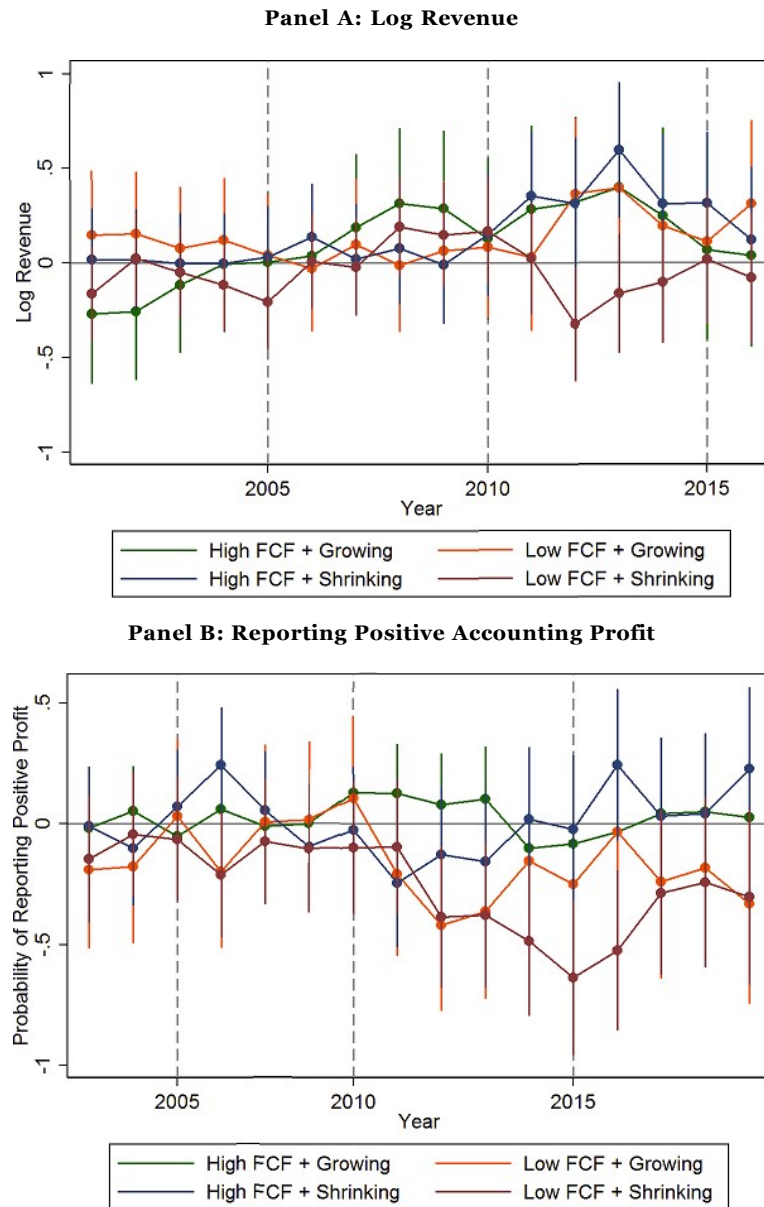 Panel A: Log Revenue
1
.5
0
-.5
-1
Log Revenue
2005 2010 2015
Year
High FCF + Growing Low FCF + Growing
High FCF + Shrinking Low FCF + Shrinking
Panel B: Reporting Positive Accounting Profit
.5
0
-.5
-1
Probability of Reporting Positive Profit
2005 2010 2015
Year
High FCF + Growing Low FCF + Growing
High FCF + Shrinking Low FCF + Shrinking